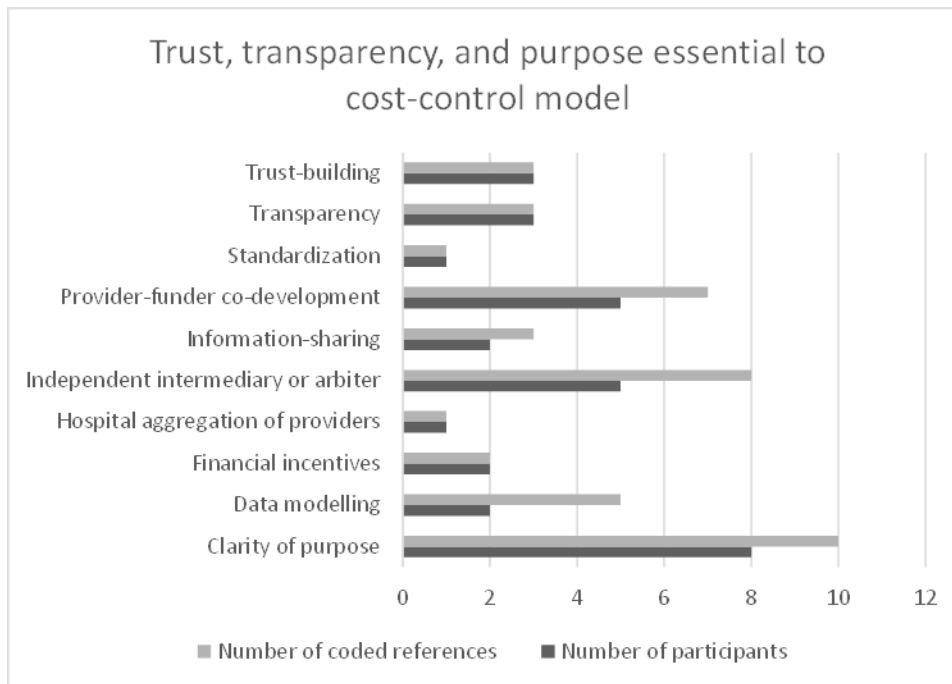 Trust, transparency, and purpose essential to
cost-control model
Trust-building
Transparency
Standardization
Provider-funder co-development
Information-sharing
Independent intermediary or arbiter
Hospital aggregation of providers
Financial incentives
Data modelling
Clarity of purpose
0 2 4 6 8 10 12
Number of coded references Number of participants